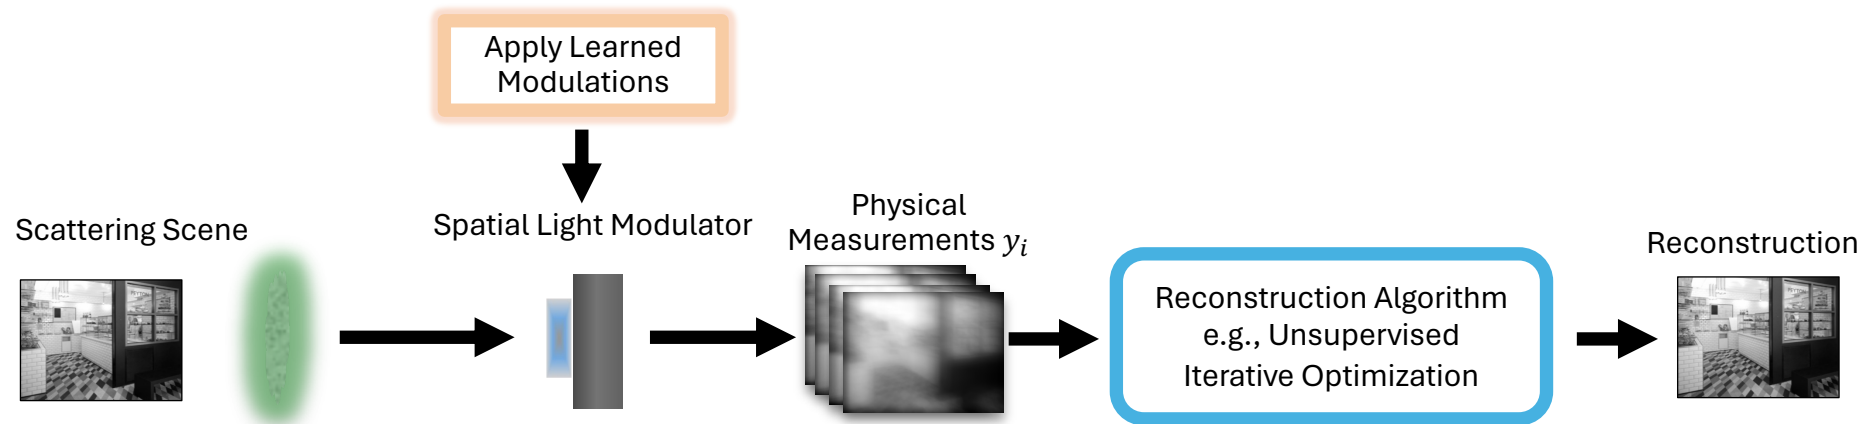 Apply Learned
Modulations
Scattering Scene
Spatial Light Modulator
Physical
Measurements yᵢ
Reconstruction Algorithm
e.g., Unsupervised
Iterative Optimization
Reconstruction